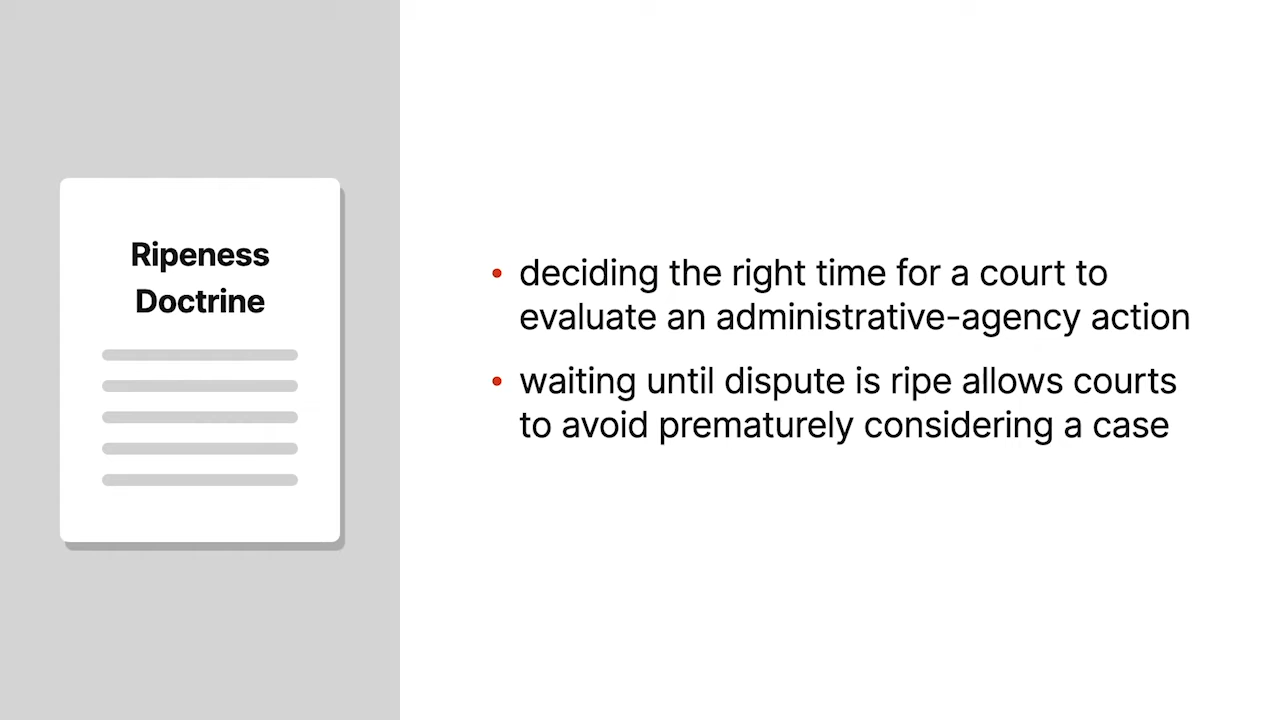 Ripeness
Doctrine
• deciding the right time for a court to
evaluate an administrative-agency action
• waiting until dispute is ripe allows courts
to avoid prematurely considering a case